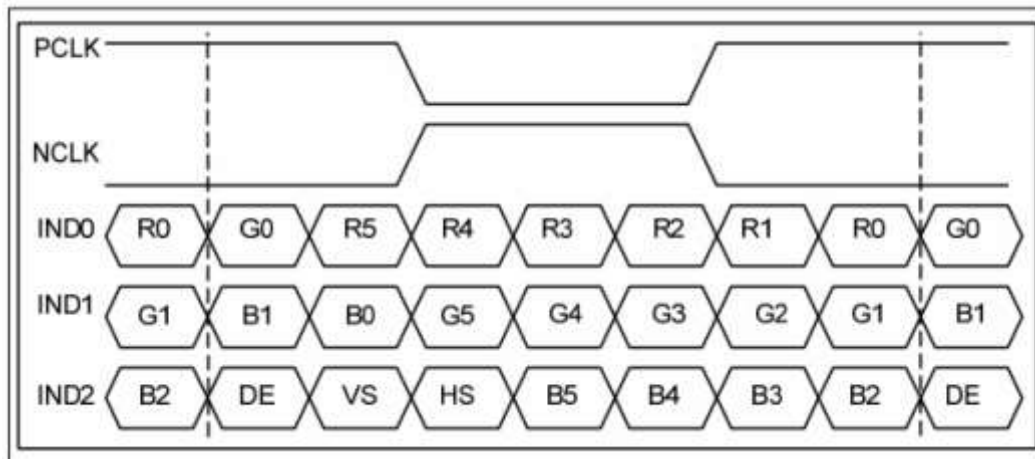 PCLK
NCLK
IND0 R0 G0 R5 R4 R3 R2 R1 R0 G0
IND1 G1 B1 B0 G5 G4 G3 G2 G1 B1
IND2 B2 DE VS HS B5 B4 B3 B2 DE